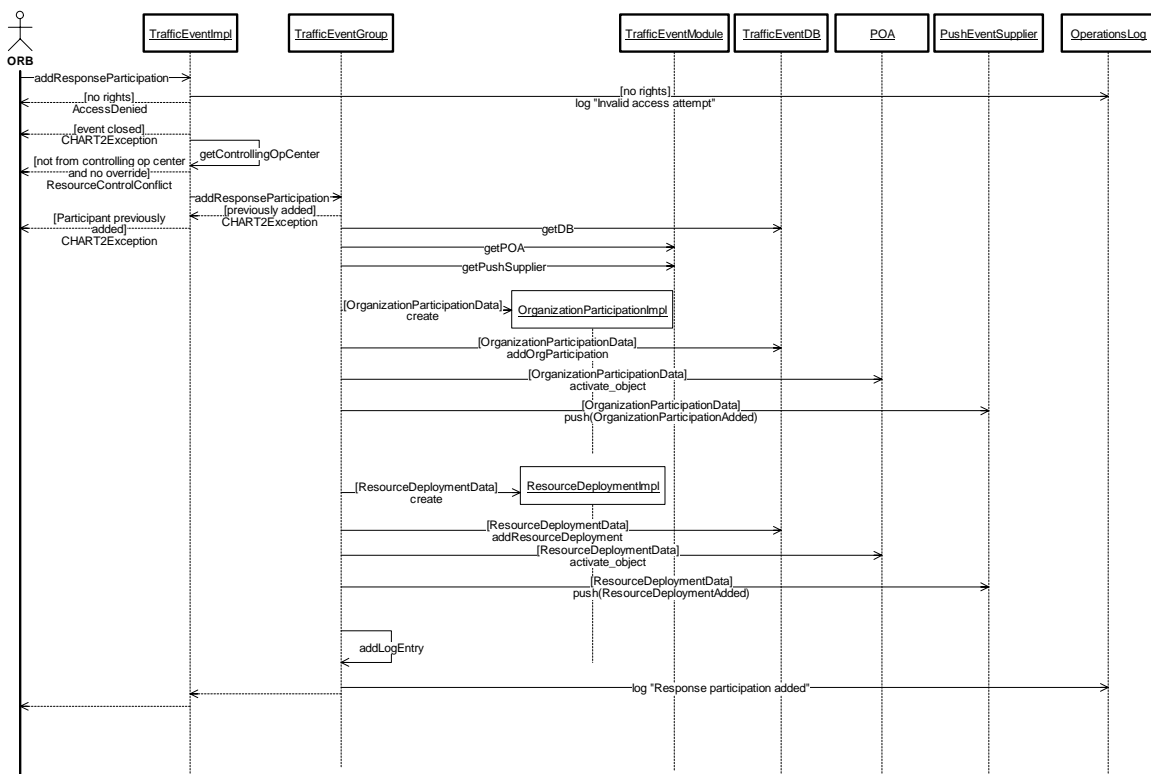 TrafficEventImpl
TrafficEventGroup
TrafficEventModule
TrafficEventDB
POA
PushEventSupplier
OperationsLog
ORB
addResponseParticipation
[no rights]
AccessDenied
[no rights]
log "Invalid access attempt"
[event closed]
CHART2Exception
getControllingOpCenter
[not from controlling op center
and no override]
ResourceControlConflict
addResponseParticipation
[previously added]
CHART2Exception
[Participant previously
added]
CHART2Exception
getDB
getPOA
getPushSupplier
[OrganizationParticipationData]
create
OrganizationParticipationImpl
[OrganizationParticipationData]
addOrgParticipation
[OrganizationParticipationData]
activate_object
[OrganizationParticipationData]
push(OrganizationParticipationAdded)
[ResourceDeploymentData]
create
ResourceDeploymentImpl
[ResourceDeploymentData]
addResourceDeployment
[ResourceDeploymentData]
activate_object
[ResourceDeploymentData]
push(ResourceDeploymentAdded)
addLogEntry
log "Response participation added"